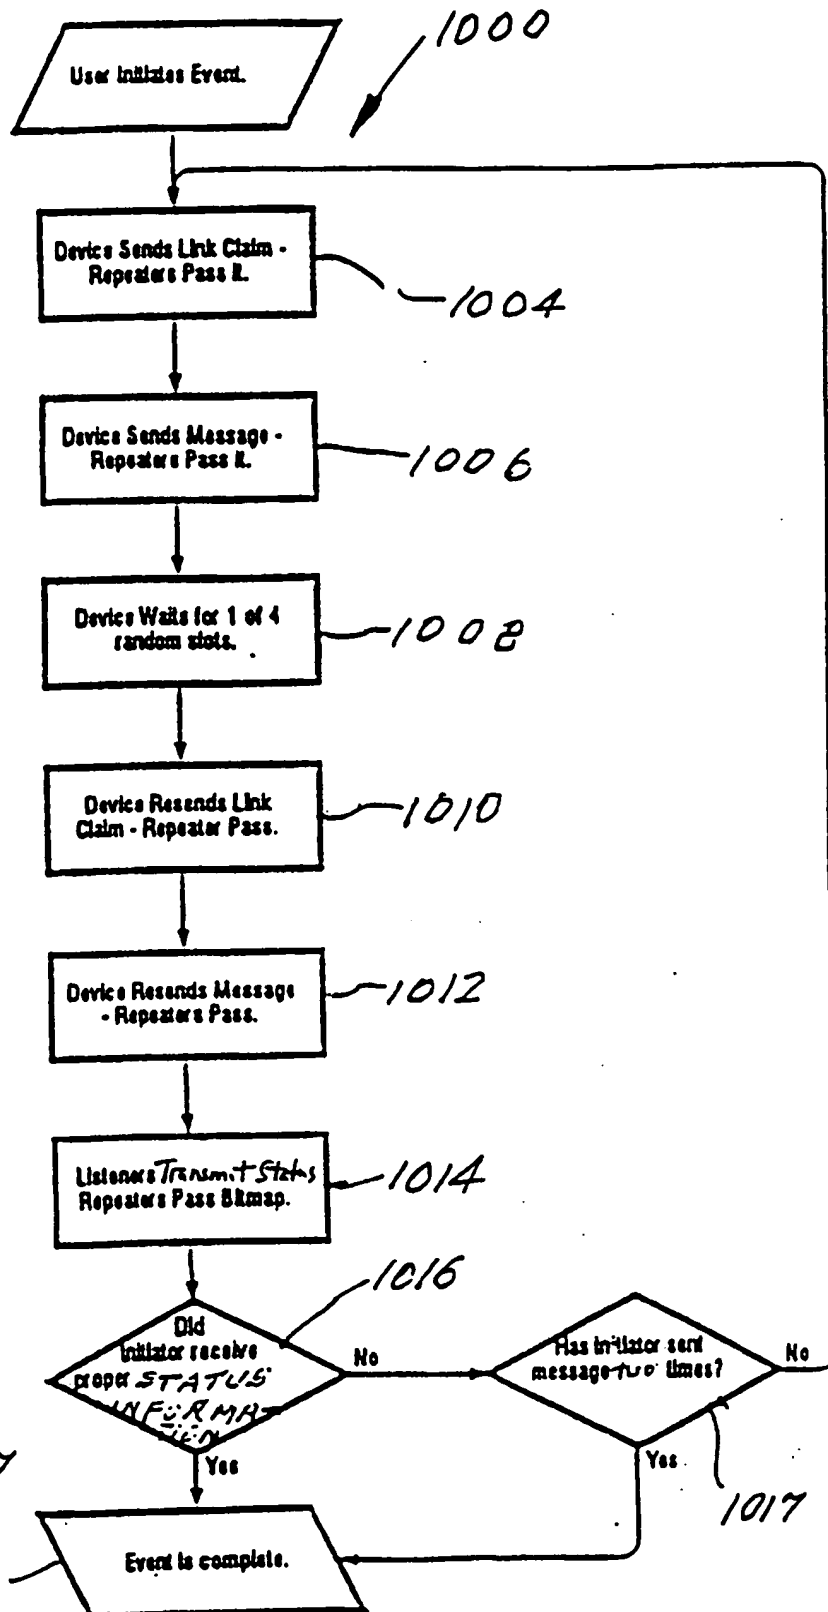 1000
User Initiates Event.
Device Sends Link Claim -
Repeaters Pass it.
1004
Device Sends Message -
Repeaters Pass it.
1006
Device Waits for 1 of 4
random slots.
1008
Device Resends Link
Claim - Repeater Pass.
1010
Device Resends Message
- Repeaters Pass.
1012
Listeners Transmit Status
Repeaters Pass Bitmap.
1014
1016
Did
Initiator receive
proper STATUS
INFORMAT
ION
No
Yes
Has initiator sent
message two times?
No
Yes
1017
Event is complete.